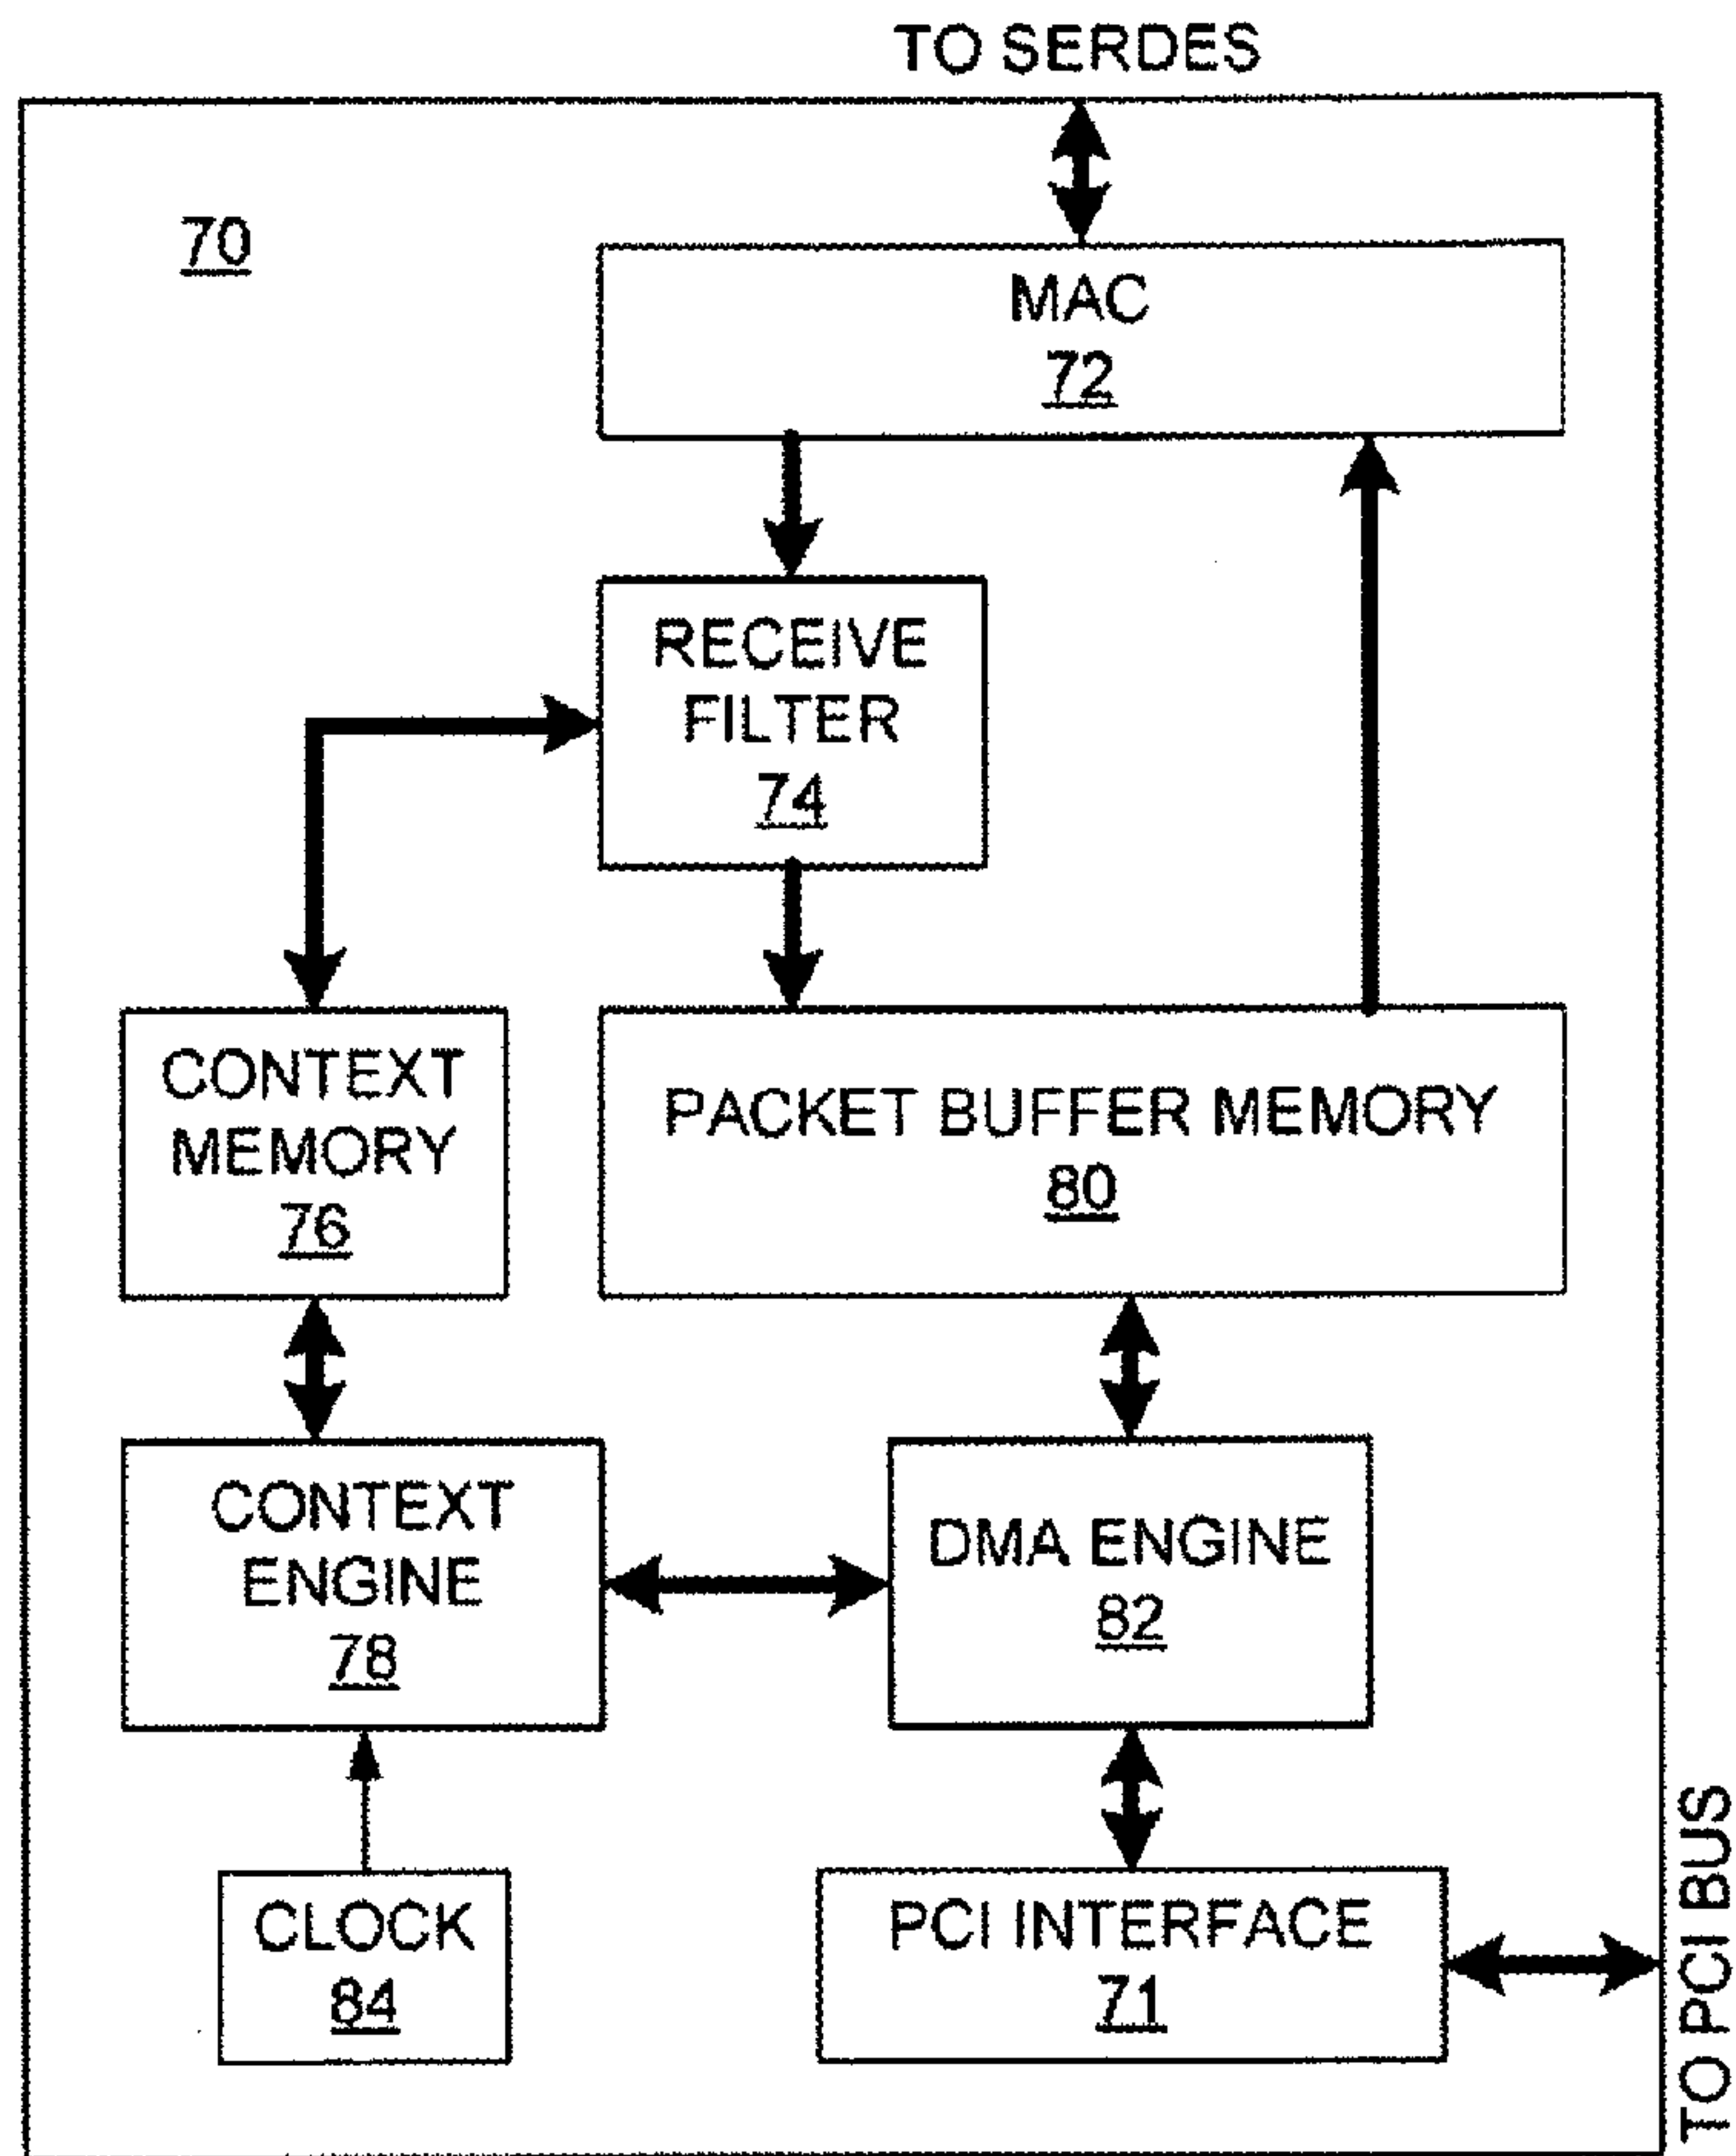 TO SERDES
70
MAC
72
RECEIVE
FILTER
74
CONTEXT
MEMORY
76
PACKET BUFFER MEMORY
80
CONTEXT
ENGINE
78
DMA ENGINE
82
CLOCK
84
PCI INTERFACE
71
TO PCI BUS